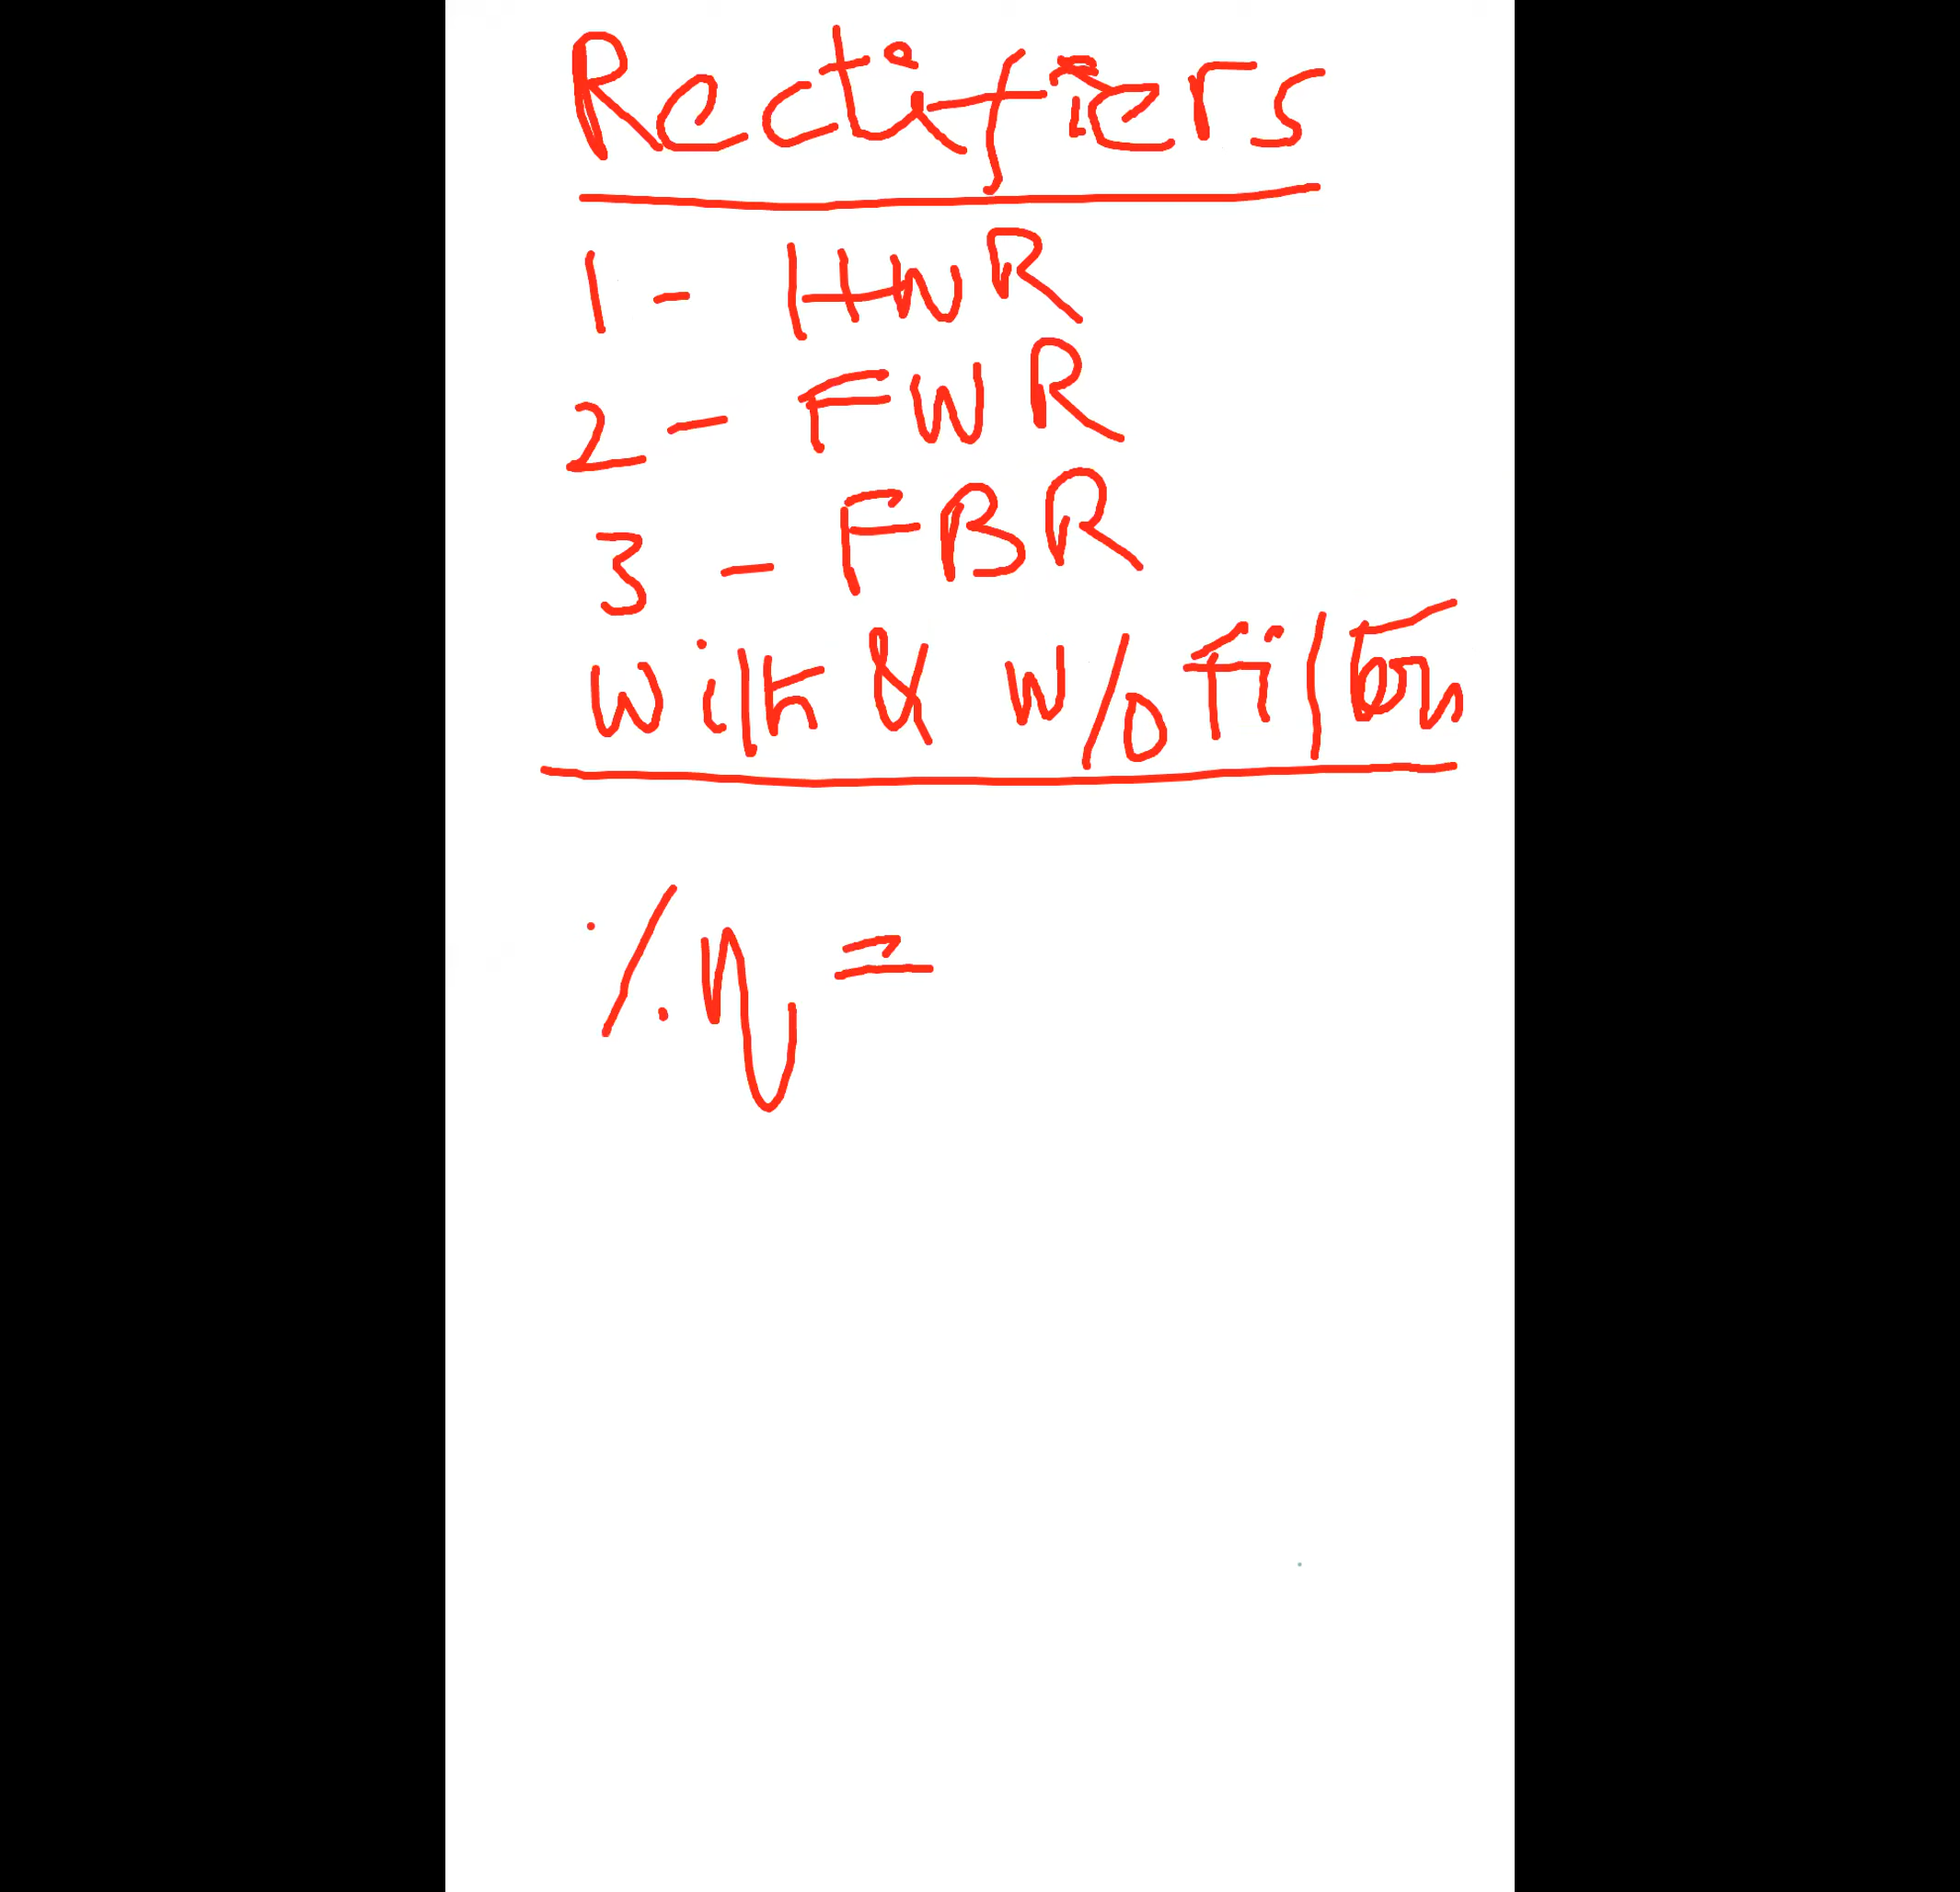 Rectifiers
1 - HWR
2 - FWR
3 - FBR
with & w/o filter
% η =